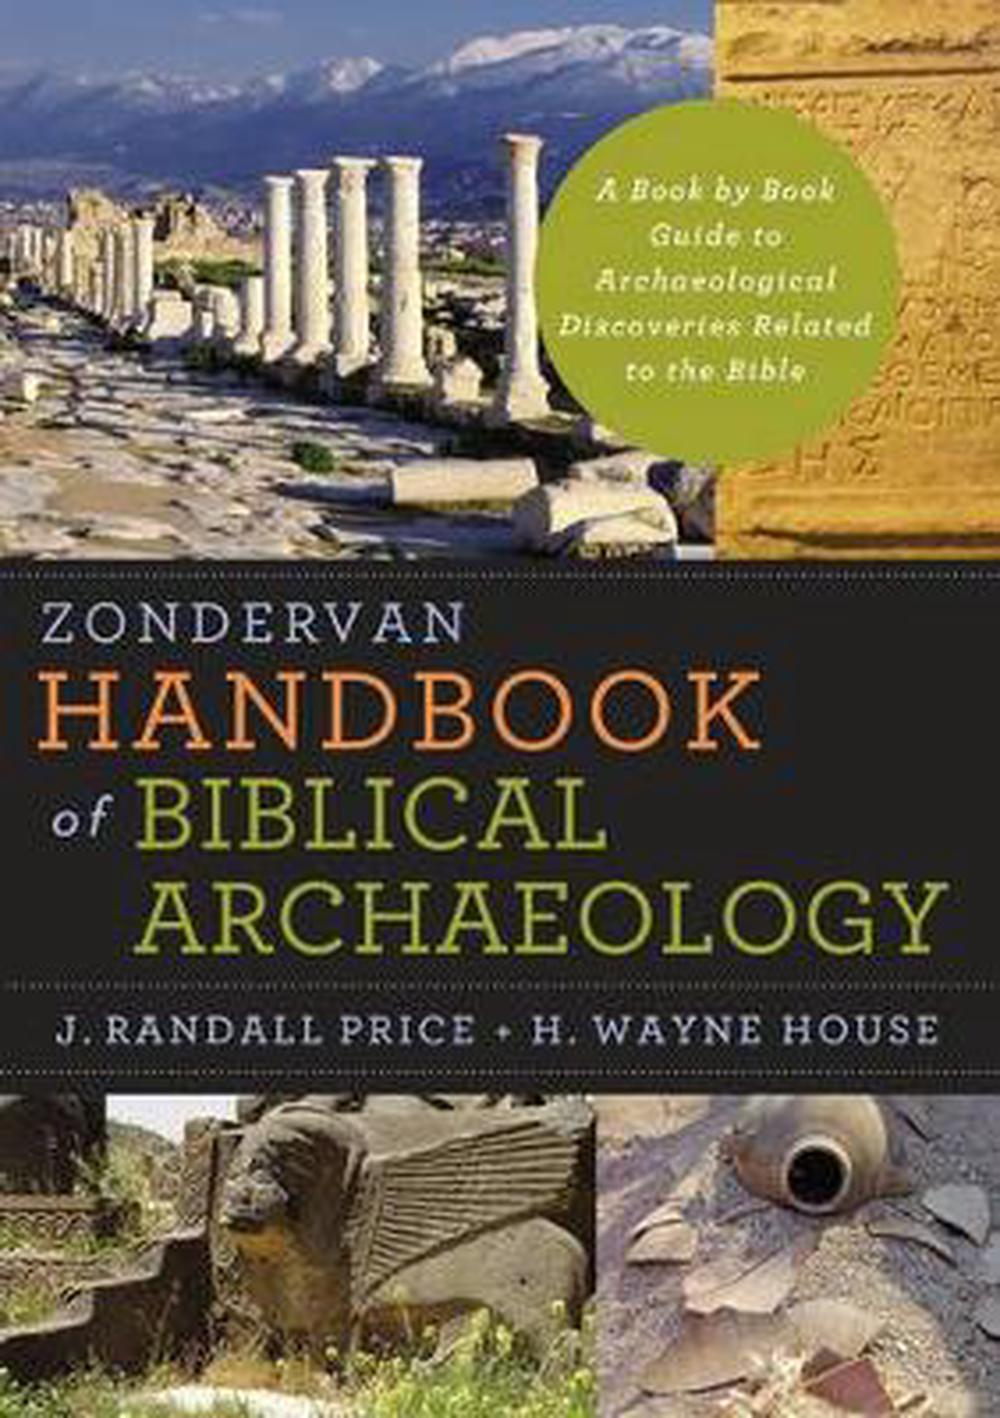 A Book by Book
Guide to
Archaeological
Discoveries Related
to the Bible
ZONDERVAN
HANDBOOK
of BIBLICAL
ARCHAEOLOGY
J. RANDALL PRICE + H. WAYNE HOUSE